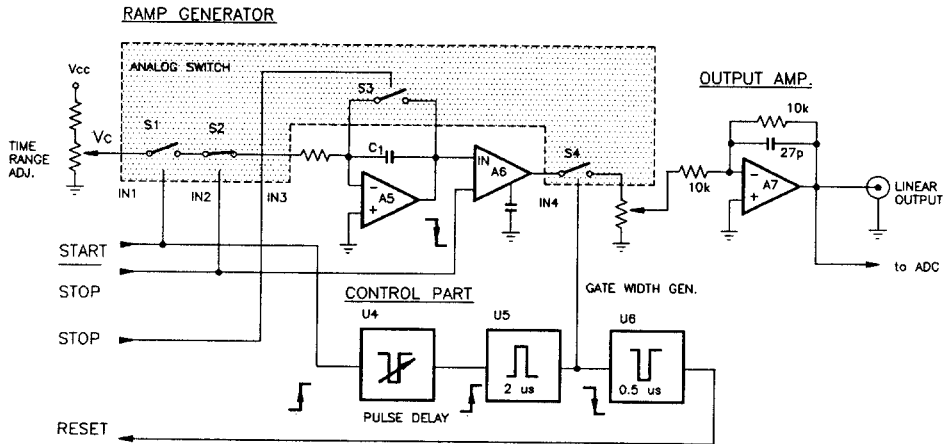 RAMP GENERATOR
ANALOG SWITCH
Vcc
Vc
TIME
RANGE
ADJ.
S1
S2
S3
IN1
IN2
IN3
C1
−
+
A5
IN
A6
S4
IN4
OUTPUT AMP.
10k
27p
10k
−
+
A7
LINEAR
OUTPUT
to ADC
START
STOP
STOP
RESET
CONTROL PART
GATE WIDTH GEN.
U4
PULSE DELAY
U5
2 us
U6
0.5 us